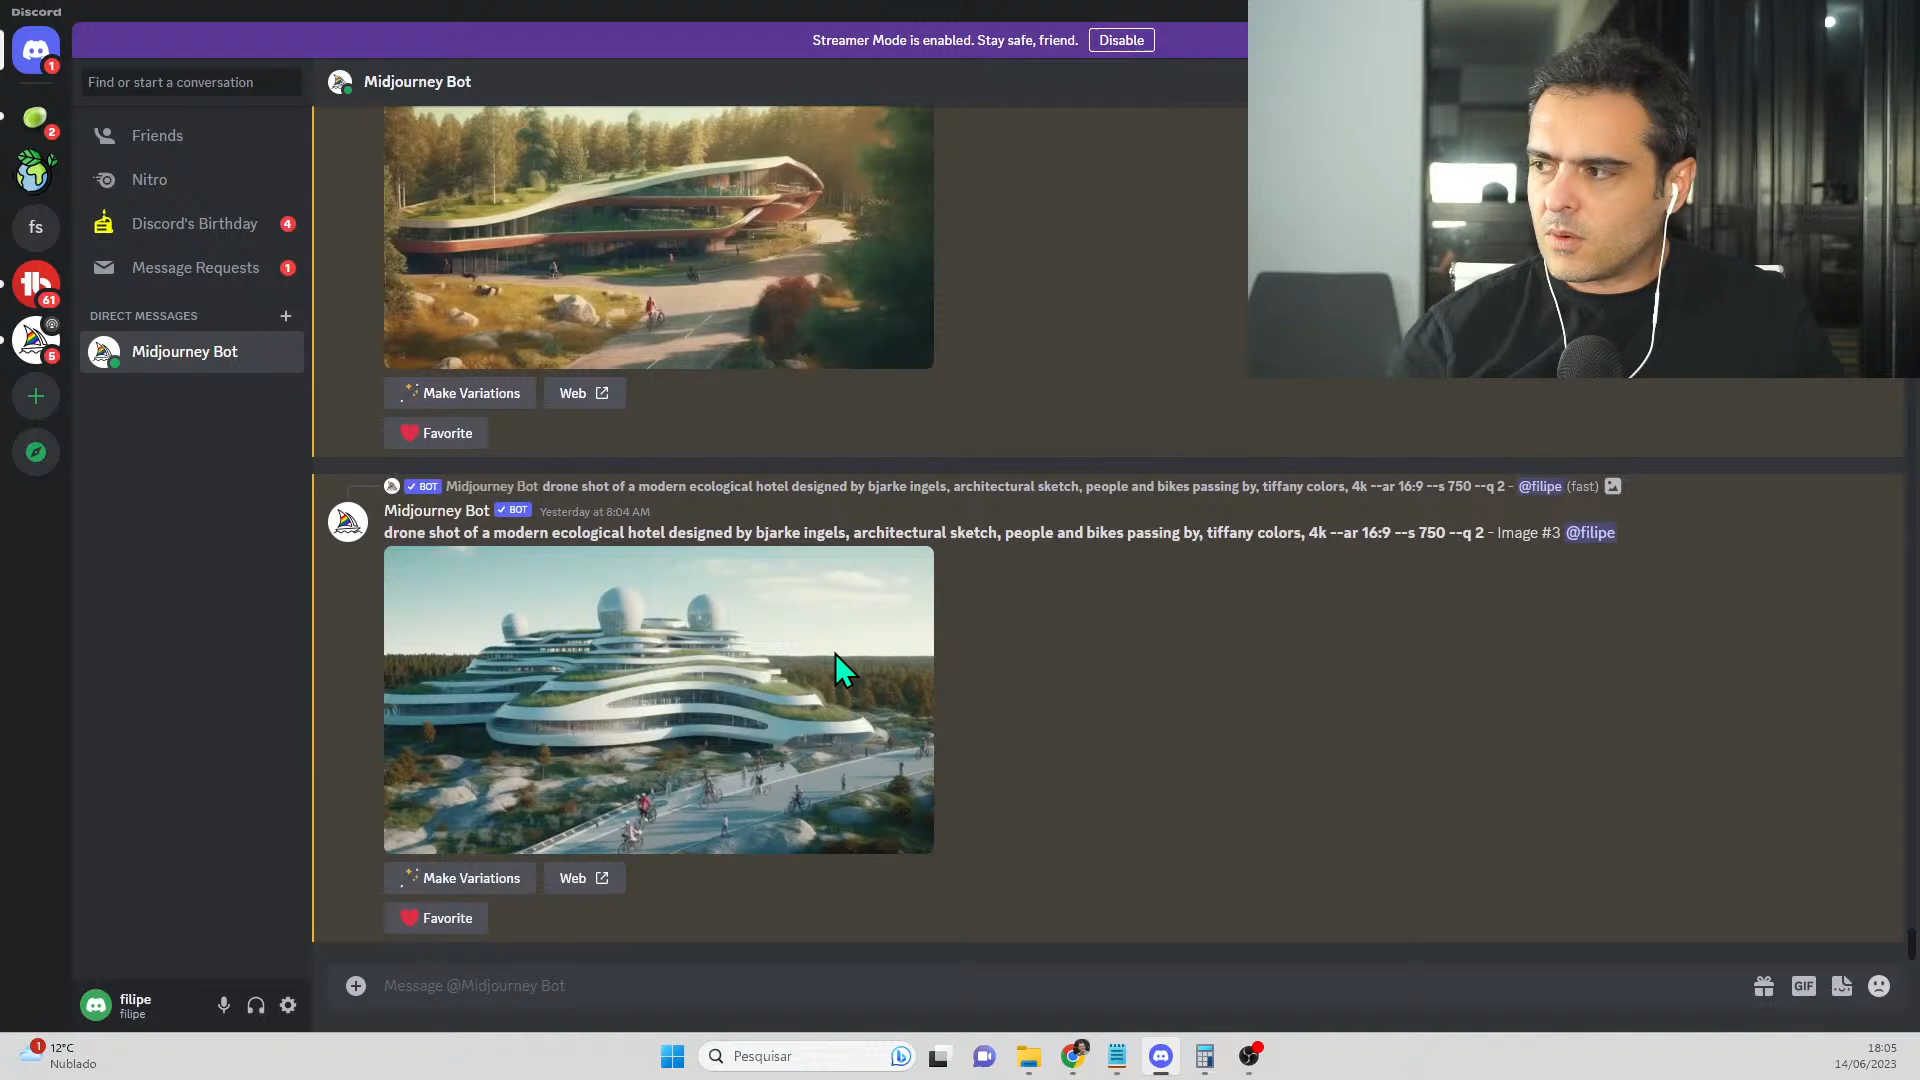 Discord
Streamer Mode is enabled. Stay safe, friend.
Disable
1
Find or start a conversation
Midjourney Bot
2
Friends
Nitro
fs
Discord's Birthday
4
Message Requests
1
61
DIRECT MESSAGES
5
Midjourney Bot
Make Variations
Web
Favorite
BOT Midjourney Bot drone shot of a modern ecological hotel designed by bjarke ingels, architectural sketch, people and bikes passing by, tiffany colors, 4k --ar 16:9 --s 750 --q 2 - @filipe (fast)
Midjourney Bot BOT Yesterday at 8:04 AM
drone shot of a modern ecological hotel designed by bjarke ingels, architectural sketch, people and bikes passing by, tiffany colors, 4k --ar 16:9 --s 750 --q 2 - Image #3 @filipe
Make Variations
Web
Favorite
Message @Midjourney Bot
GIF
filipe
filipe
1
12°C
Nublado
Pesquisar
18:05
14/06/2023